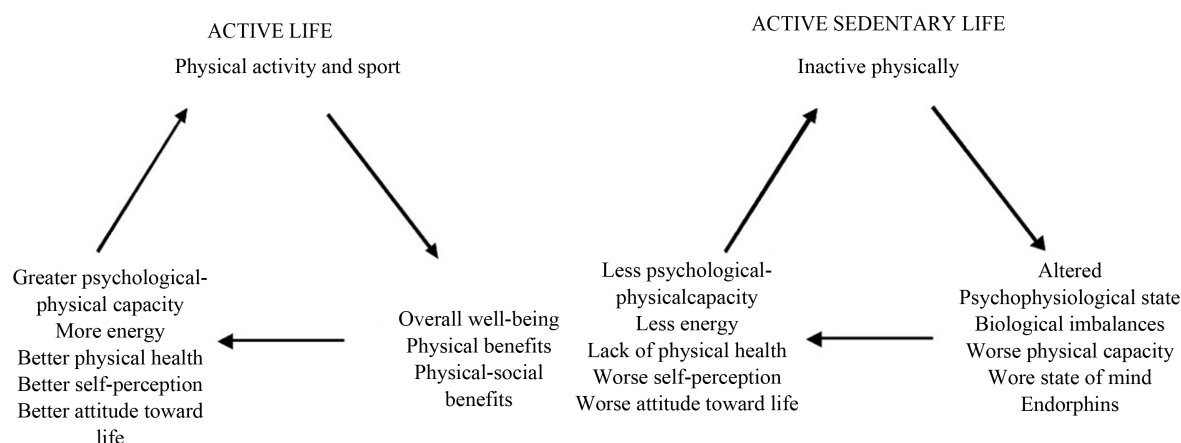 ACTIVE LIFE
Physical activity and sport
Greater psychological-
physical capacity
More energy
Better physical health
Better self-perception
Better attitude toward
life
Overall well-being
Physical benefits
Physical-social
benefits
ACTIVE SEDENTARY LIFE
Inactive physically
Less psychological-
physicalcapacity
Less energy
Lack of physical health
Worse self-perception
Worse attitude toward life
Altered
Psychophysiological state
Biological imbalances
Worse physical capacity
Wore state of mind
Endorphins